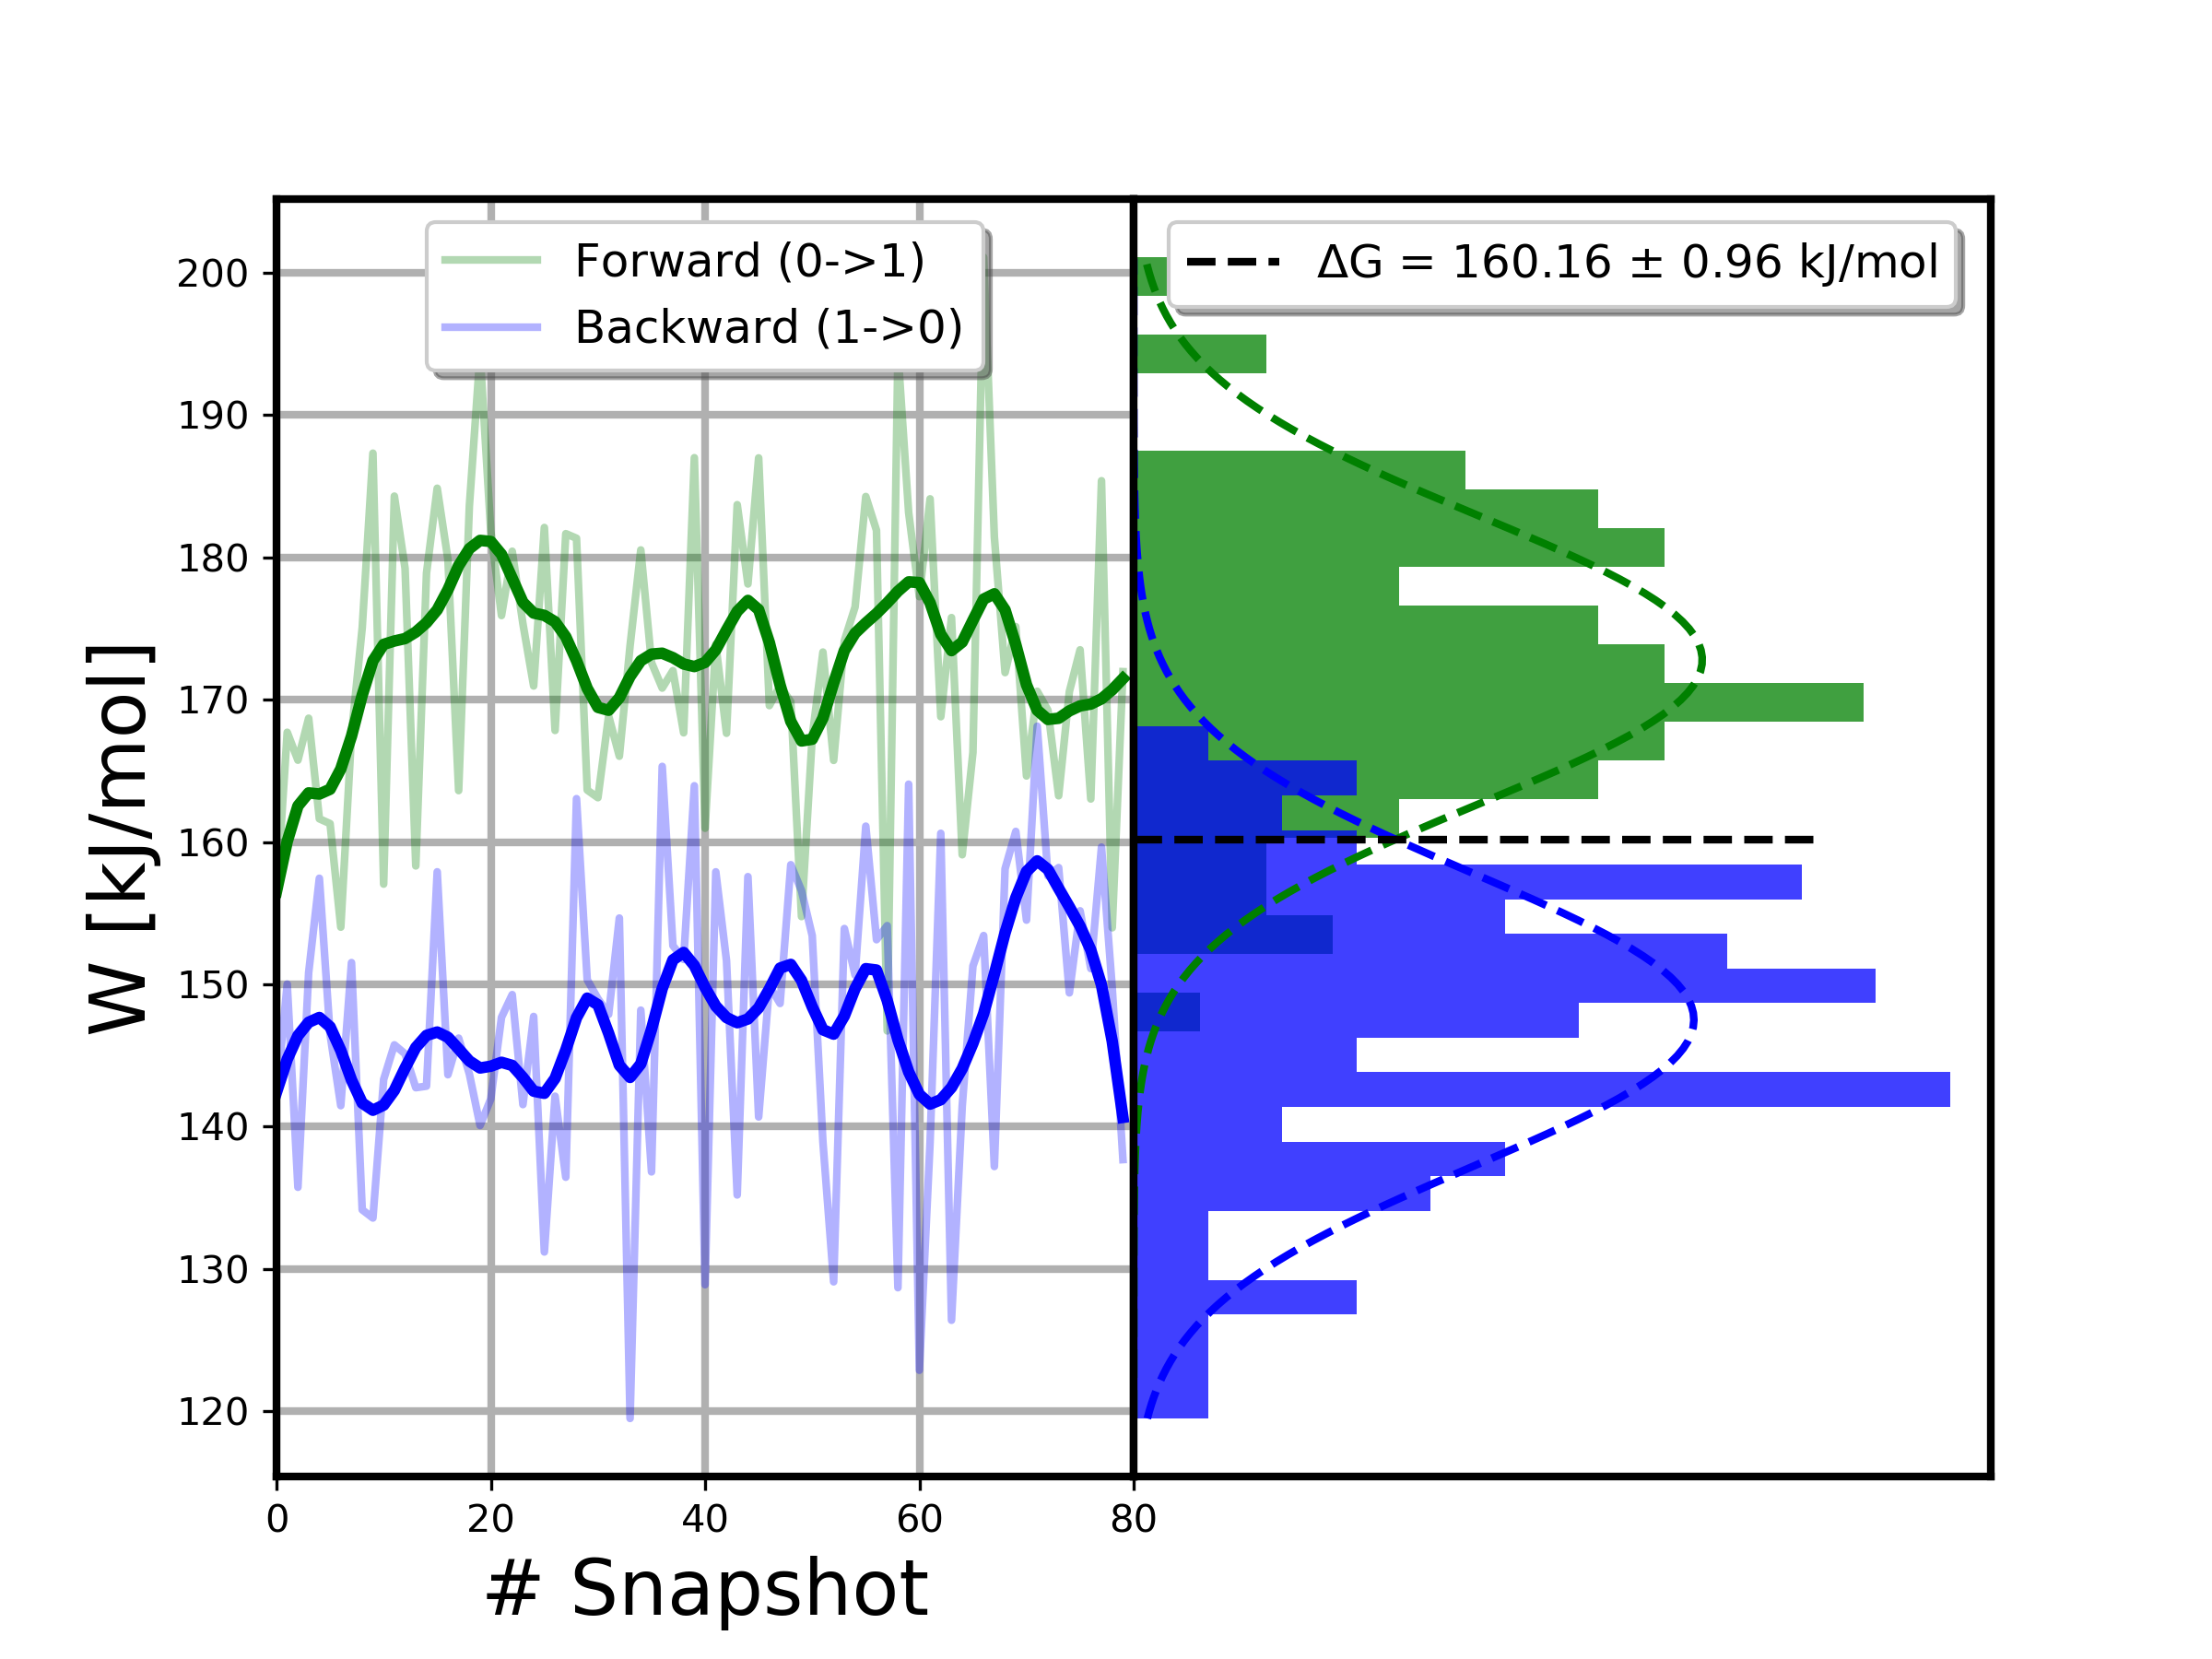 Forward (0->1)
Backward (1->0)
ΔG = 160.16 ± 0.96 kJ/mol
200
190
180
170
160
150
140
130
120
W [kJ/mol]
0
20
40
60
80
# Snapshot